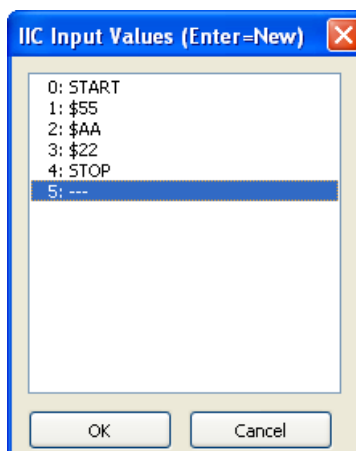 IIC Input Values (Enter=New)
0: START
1: $55
2: $AA
3: $22
4: STOP
5: ---
OK Cancel